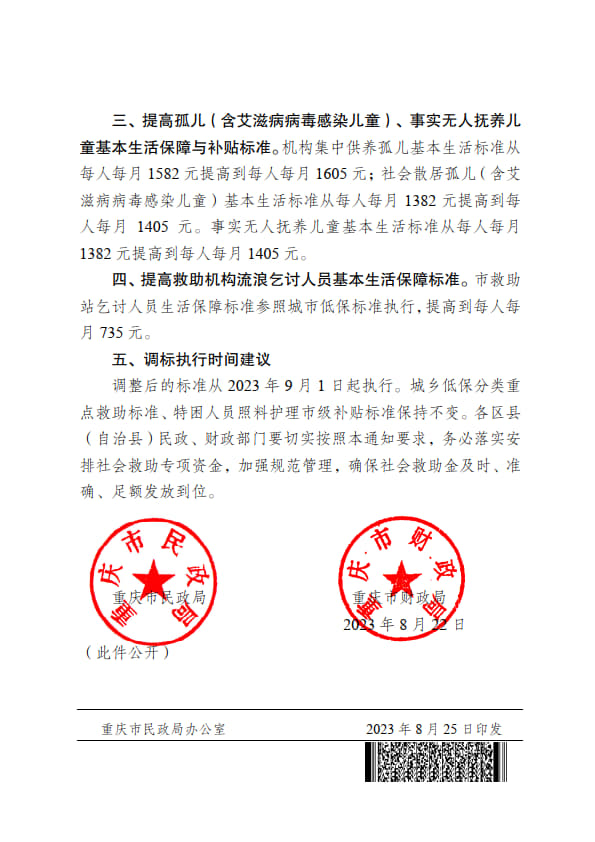 三、提高孤儿（含艾滋病病毒感染儿童）、事实无人抚养儿
童基本生活保障与补贴标准。机构集中供养孤儿基本生活标准从
每人每月 1582 元提高到每人每月 1605 元；社会散居孤儿（含艾
滋病病毒感染儿童）基本生活标准从每人每月 1382 元提高到每
人每月 1405 元。事实无人抚养儿童基本生活标准从每人每月
1382 元提高到每人每月 1405 元。
四、提高救助机构流浪乞讨人员基本生活保障标准。市救助
站乞讨人员生活保障标准参照城市低保标准执行，提高到每人每
月 735 元。
五、调标执行时间建议
调整后的标准从 2023 年 9 月 1 日起执行。城乡低保分类重
点救助标准、特困人员照料护理市级补贴标准保持不变。各区县
（自治县）民政、财政部门要切实按照本通知要求，务必落实安
排社会救助专项资金，加强规范管理，确保社会救助金及时、准
确、足额发放到位。
重庆市民政局
重庆市财政局
重庆市民政局
重庆市财政局
2023 年 8 月 22 日
（此件公开）
重庆市民政局办公室
2023 年 8 月 25 日印发